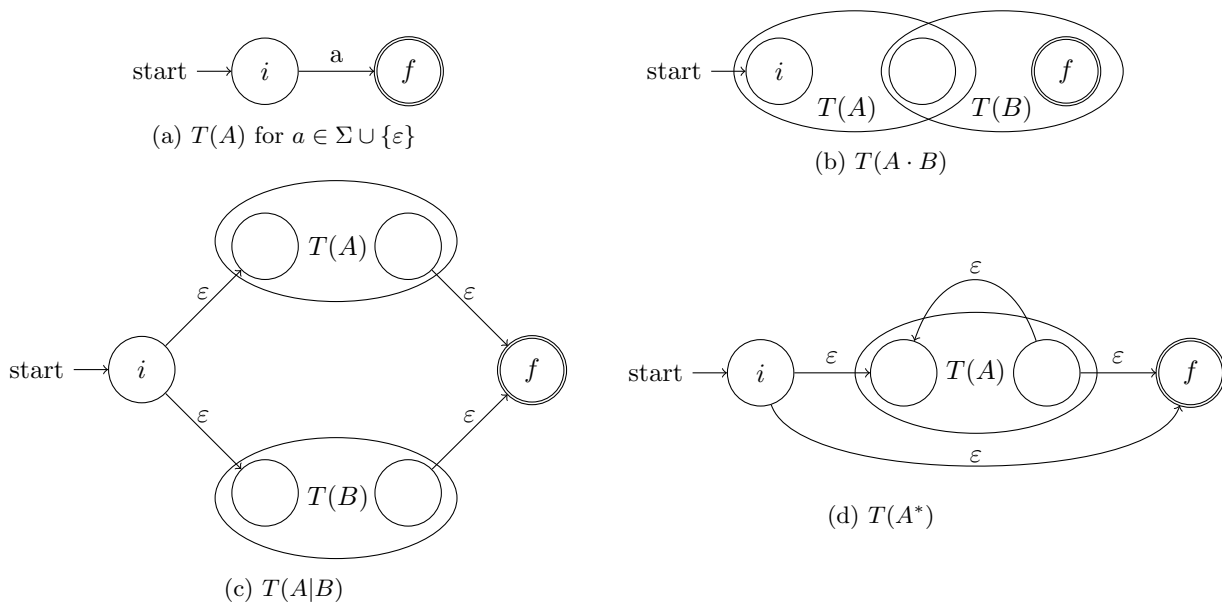 start i a f
(a) T(A) for a ∈ Σ ∪ {ε}
start i T(A) T(B) f
(b) T(A · B)
T(A)
ε ε
start i f
ε ε
T(B)
(c) T(A|B)
ε
start i ε T(A) ε f
ε
(d) T(A*)